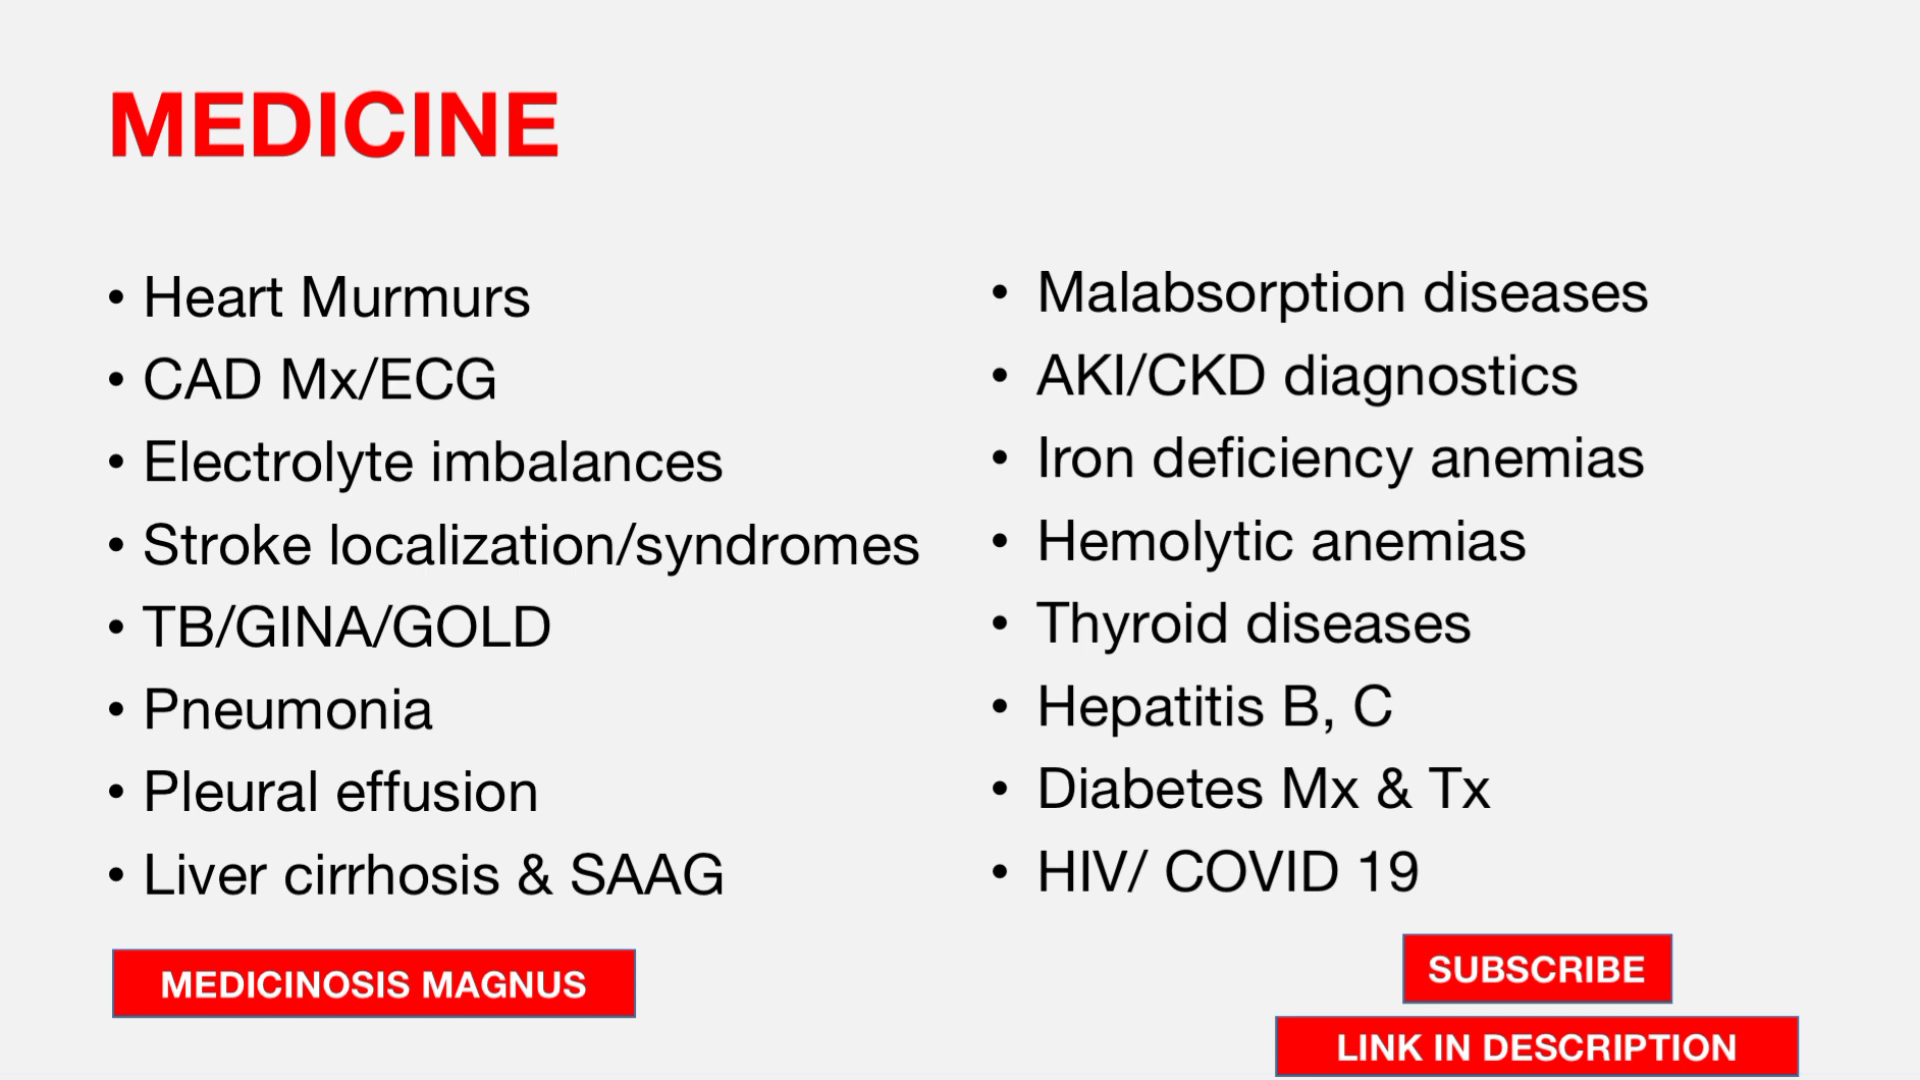 MEDICINE
• Heart Murmurs
• CAD Mx/ECG
• Electrolyte imbalances
• Stroke localization/syndromes
• TB/GINA/GOLD
• Pneumonia
• Pleural effusion
• Liver cirrhosis & SAAG
• Malabsorption diseases
• AKI/CKD diagnostics
• Iron deficiency anemias
• Hemolytic anemias
• Thyroid diseases
• Hepatitis B, C
• Diabetes Mx & Tx
• HIV/ COVID 19
MEDICINOSIS MAGNUS
SUBSCRIBE
LINK IN DESCRIPTION